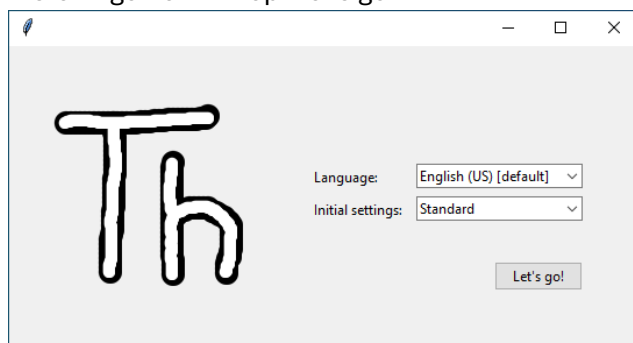 Th
Language:
English (US) [default]
Initial settings:
Standard
Let's go!